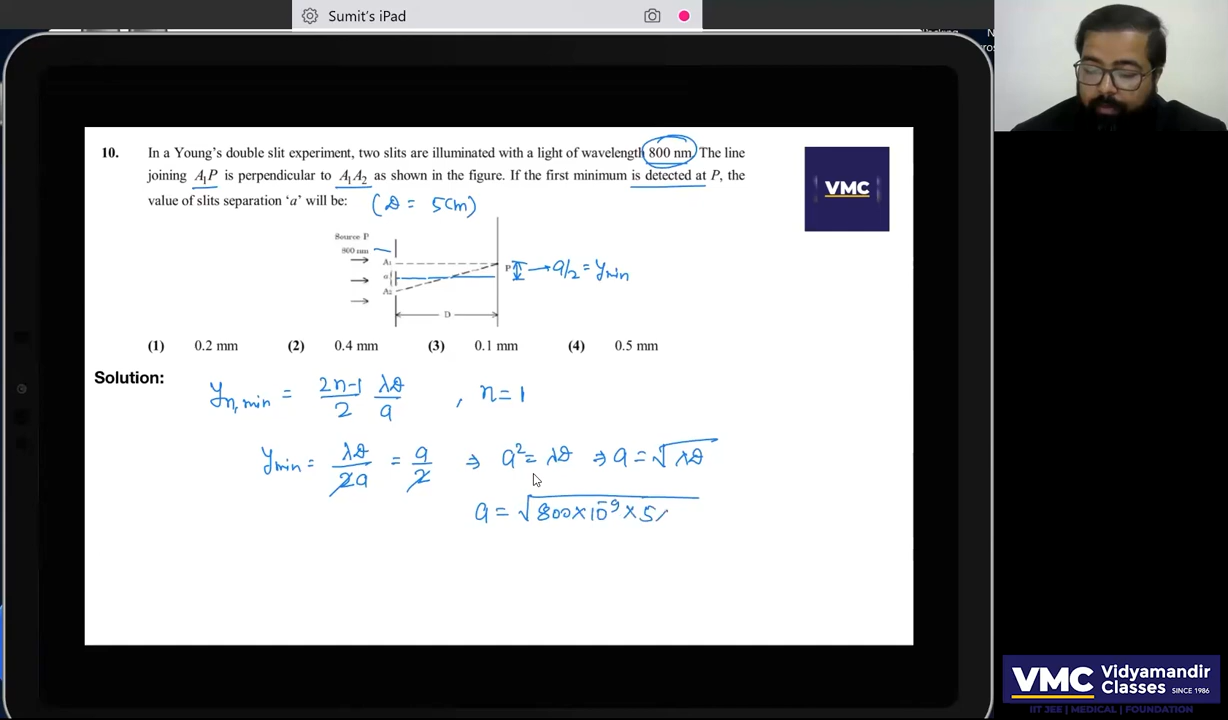 Sumit's iPad
10. In a Young's double slit experiment, two slits are illuminated with a light of wavelength 800 nm. The line
joining A₁P is perpendicular to A₁A₂ as shown in the figure. If the first minimum is detected at P, the
value of slits separation 'a' will be: (D = 5cm)
VMC
Source P
800 nm
A₁
a
A₂
P
→ a/2 = y min
D
(1) 0.2 mm (2) 0.4 mm (3) 0.1 mm (4) 0.5 mm
Solution:
y n, min = 2n-1/2 λD/a , n = 1
y min = λD/2a = a/2 ⇒ a² = λD ⇒ a = √λD
a = √800×10⁻⁹×5
VMC Vidyamandir
Classes SINCE 1986
IIT JEE | MEDICAL | FOUNDATION